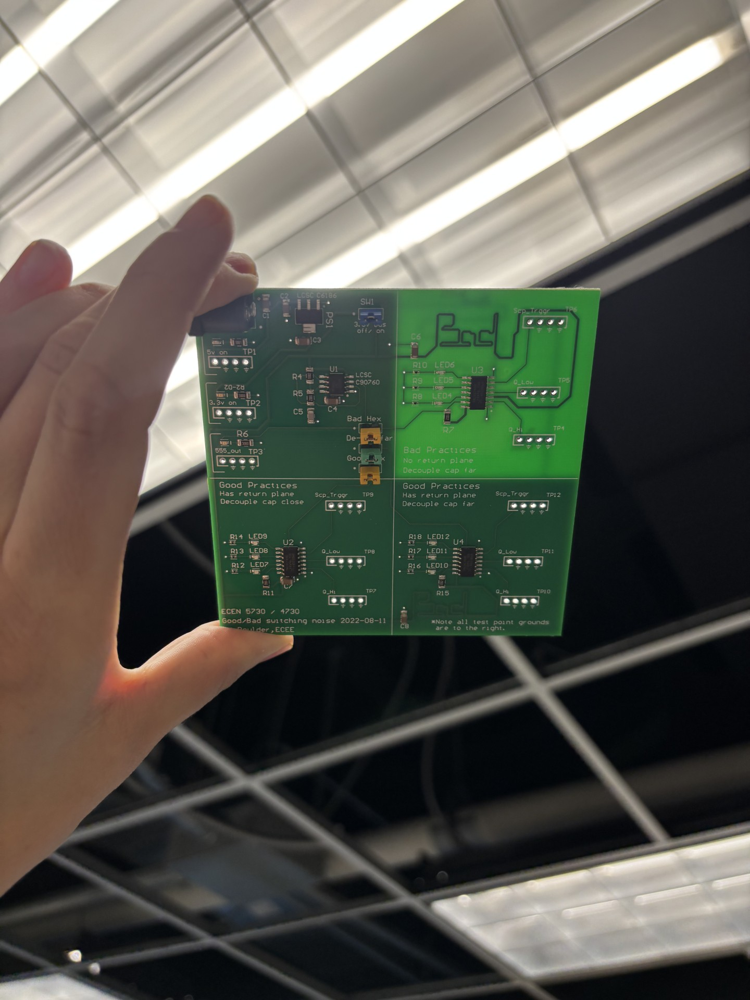 C2
LCSC C6186
C1
PS1
SW1
off/ on
C3
5v on TP1
R2-D2
3.3v on TP2
R6
555_out TP3
U1
R4
R5
LCSC
C90760
C4
C5
Bad Hex
Bad
Scp_Trggr TP6
C6
R10 LED6
R9 LED5
R8 LED4
U3
R7
Q_Low TP5
Q_Hi TP4
Bad Practices
No return plane
Decouple cap far
Good Practices
Has return plane
Decouple cap close
Scp_Trggr TP9
R14 LED9
R13 LED8
R12 LED7
U2
C7
R11
Q_Low TP8
Q_Hi TP7
ECEN 5730 / 4730
Good/Bad switching noise 2022-08-11
Boulder,ECEE
Good Practices
Has return plane
Decouple cap far
Scp_Trggr TP12
R18 LED12
R17 LED11
R16 LED10
U4
R15
Q_Low TP11
Q_Hi TP10
Bad
C8
*Note all test point grounds
are to the right.